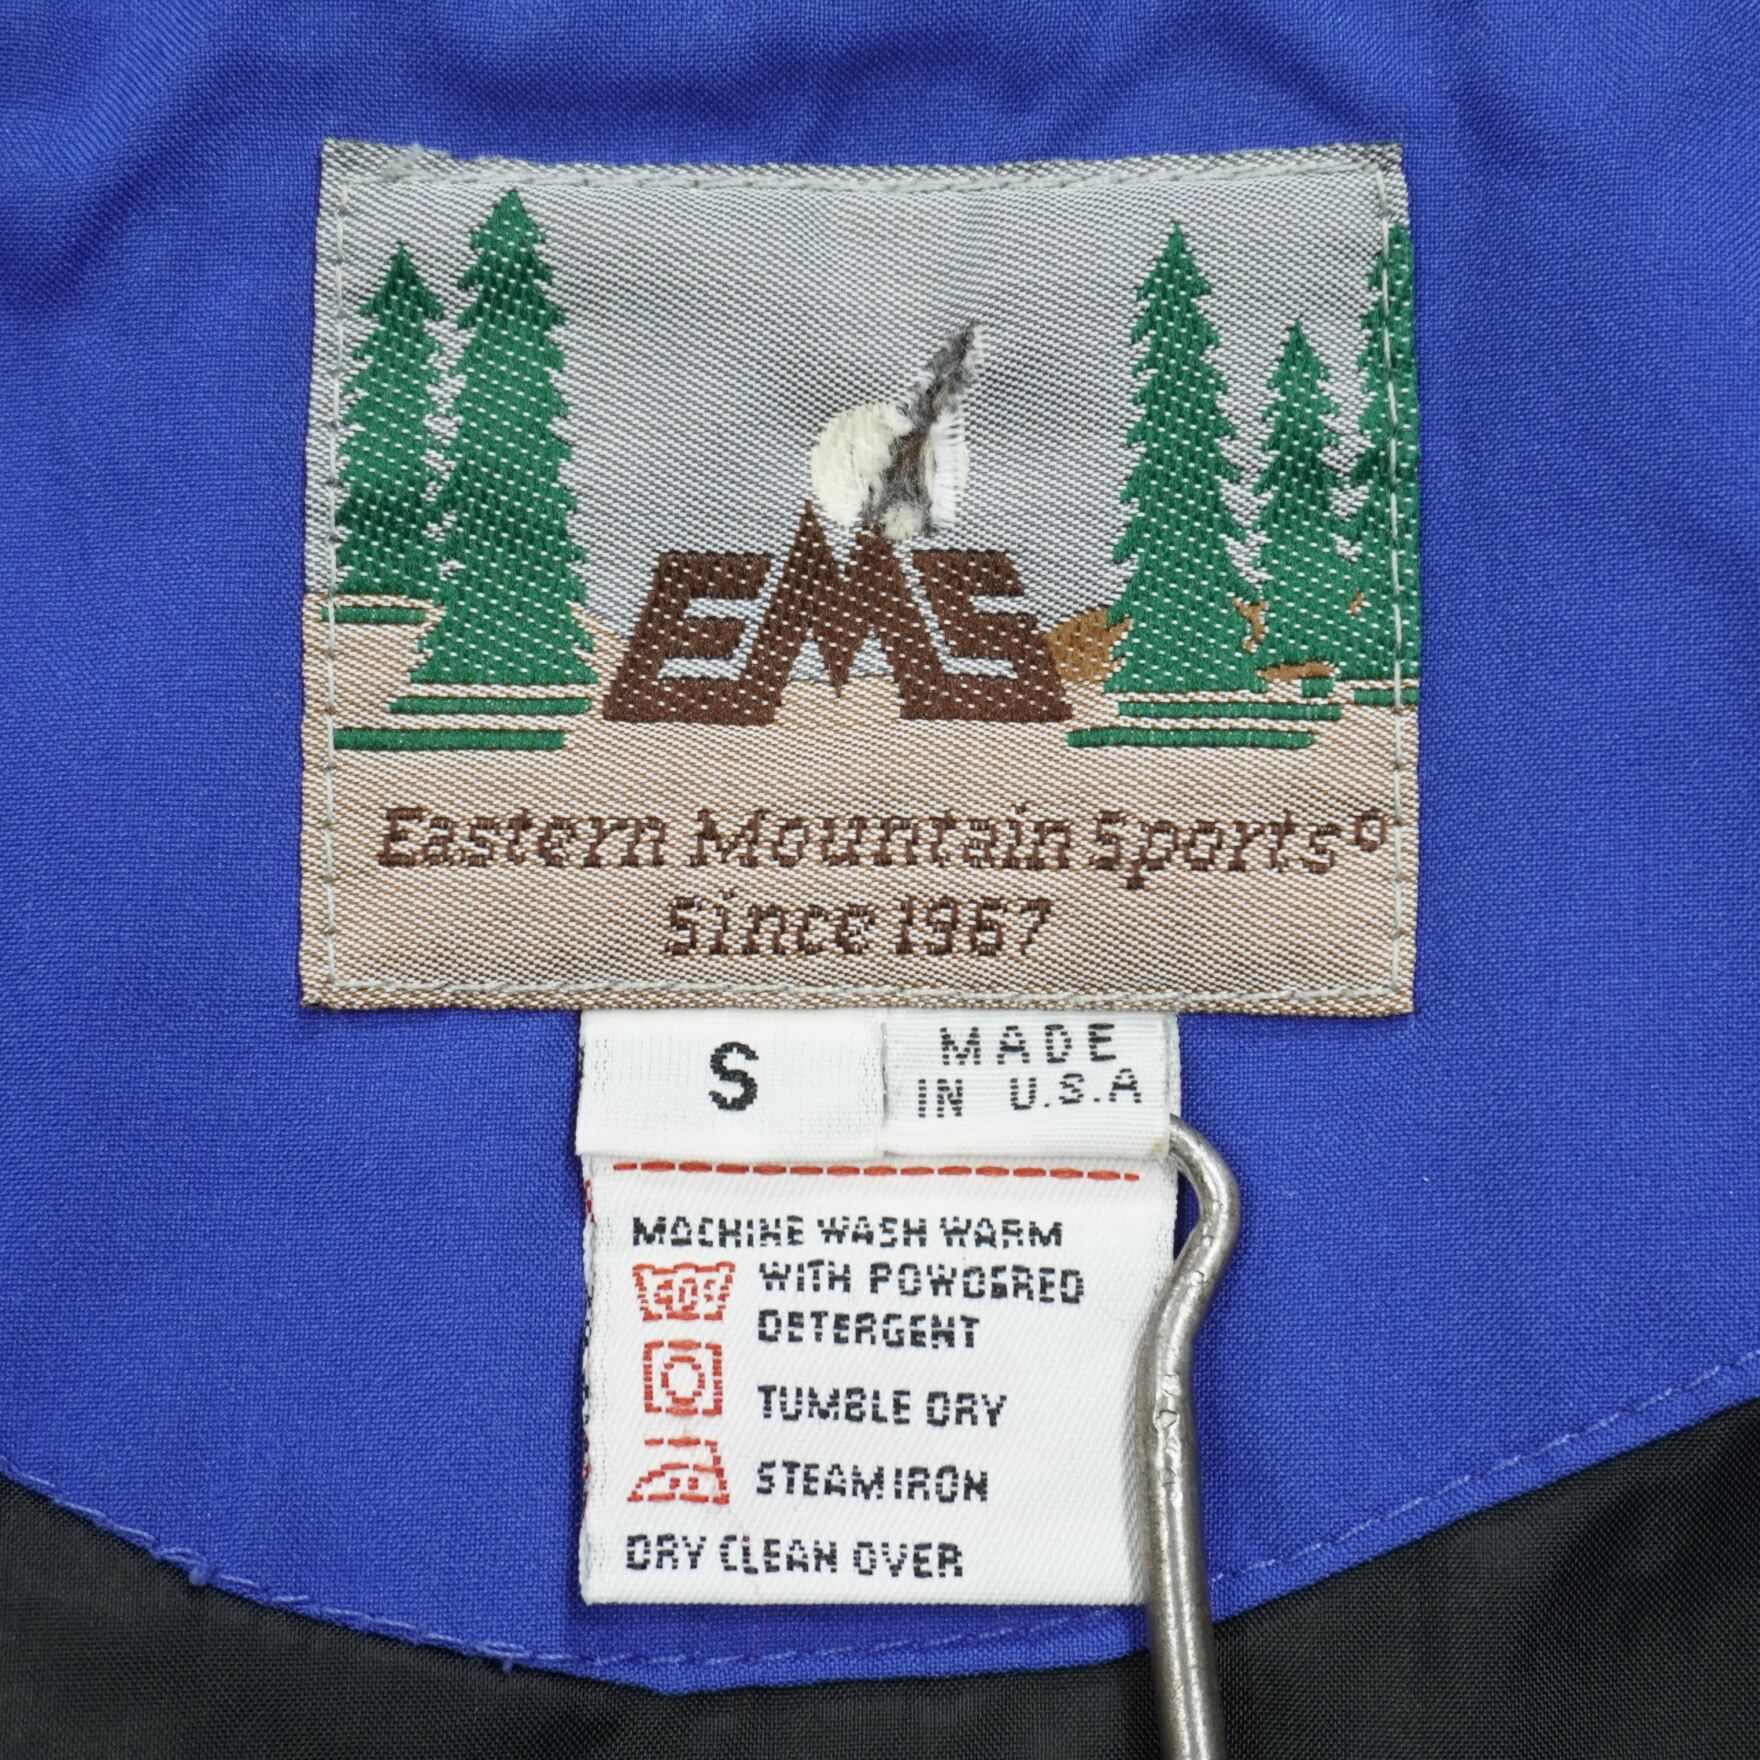 EMS
Eastern Mountain Sports©
Since 1967
S
MADE
IN U.S.A
MACHINE WASH WARM
WITH POWDERED
DETERGENT
TUMBLE DRY
STEAM IRON
DRY CLEAN OVER